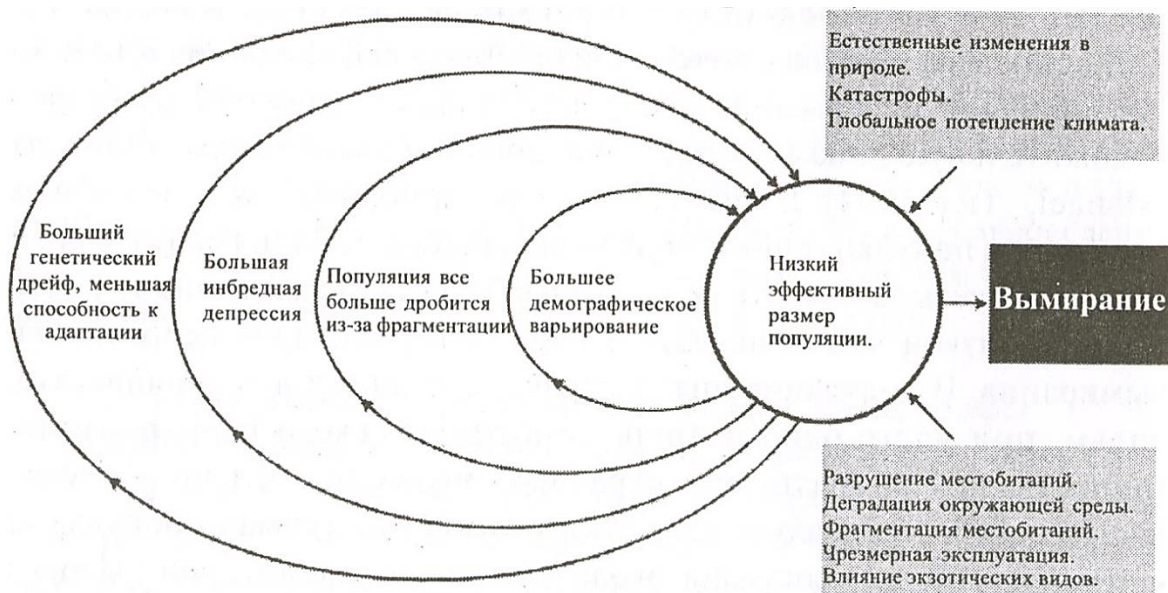 Естественные изменения в
природе.
Катастрофы.
Глобальное потепление климата.
Больший
генетический
дрейф, меньшая
способность к
адаптации
Большая
инбредная
депрессия
Популяция все
больше дробится
из-за фрагментации
Большее
демографическое
варьирование
Низкий
эффективный
размер
популяции.
Вымирание
Разрушение местобитаний.
Деградация окружающей среды.
Фрагментация местобитаний.
Чрезмерная эксплуатация.
Влияние экзотических видов.